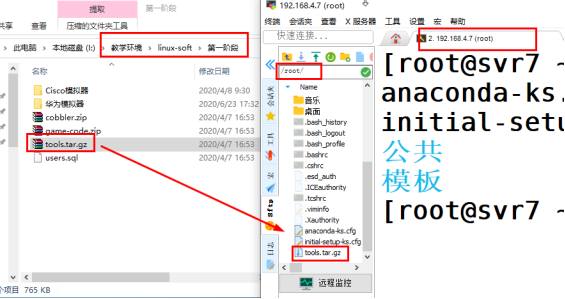 提取
第一阶段
共享
查看
压缩的文件夹工具
此电脑 › 本地磁盘 (I:) › 教学环境 › linux-soft › 第一阶段
名称
修改日期
Cisco模拟器
2020/4/8 9:30
华为模拟器
2020/6/23 17:32
cobbler.zip
2020/4/7 16:53
game-code.zip
2020/4/7 16:53
tools.tar.gz
2020/4/7 16:53
users.sql
2020/4/7 16:53
个项目 765 KB
192.168.4.7 (root)
终端 会话夹 查看 X 服务器 工具 设置 宏 帮助
快速连接...
2. 192.168.4.7 (root)
/root/
会话夹
工具
宏
Sftp
Name
音乐
桌面
.bash_history
.bash_logout
.bash_profile
.bashrc
.cshrc
.esd_auth
.ICEauthority
.tcshrc
.viminfo
.Xauthority
anaconda-ks.cfg
initial-setup-ks.cfg
tools.tar.gz
远程监控
[root@svr7 ~
anaconda-ks.
initial-setu
公共
模板
[root@svr7 ~